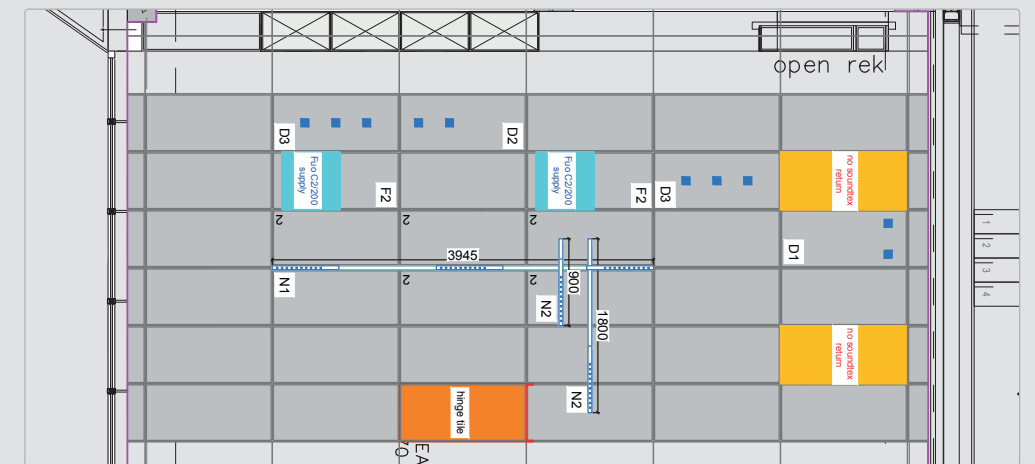 open rek
D3
D2
Fuo C2/200
supply
F2
Fuo C2/200
supply
F2
D3
no soundtex
return
2
2
2
D1
1
2
3
4
3945
N1
2
2
900
N2
1800
no soundtex
return
N2
hinge tile
EA
70